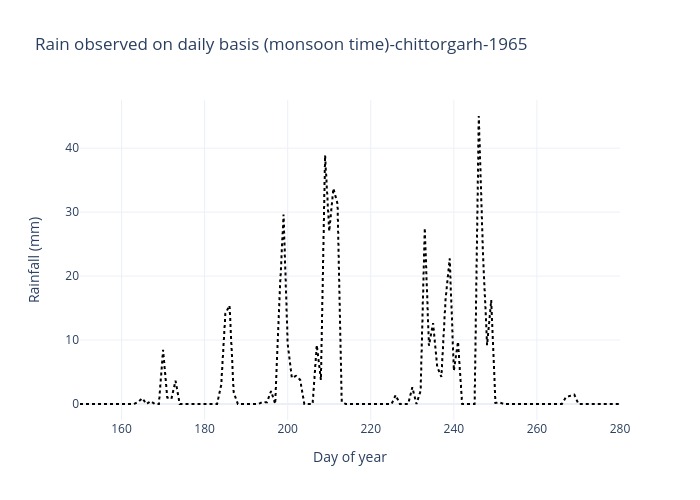 Rain observed on daily basis (monsoon time)-chittorgarh-1965
40
30
20
10
0
Rainfall (mm)
160 180 200 220 240 260 280
Day of year